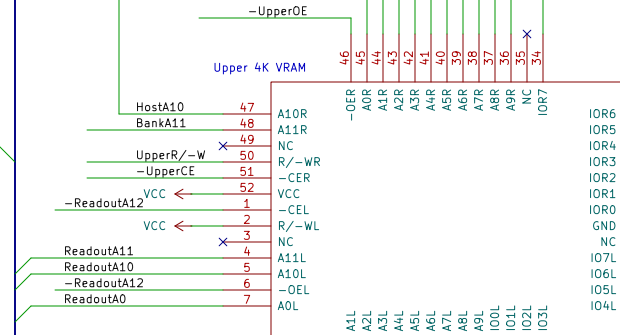 -UpperOE
46 45 44 43 42 41 40 39 38 37 36 35 34
Upper 4K VRAM
-OER A0R A1R A2R A3R A4R A5R A6R A7R A8R A9R NC IO7R
HostA10 47 A10R IOR6
BankA11 48 A11R IOR5
49 NC IOR4
UpperR/-W 50 R/-WR IOR3
-UpperCE 51 -CER IOR2
VCC 52 VCC IOR1
-ReadoutA12 1 -CEL IOR0
VCC 2 R/-WL GND
3 NC NC
ReadoutA11 4 A11L IO7L
ReadoutA10 5 A10L IO6L
-ReadoutA12 6 -OEL IO5L
ReadoutA0 7 A0L IO4L
A1L A2L A3L A4L A5L A6L A7L A8L A9L IO0L IO1L IO2L IO3L